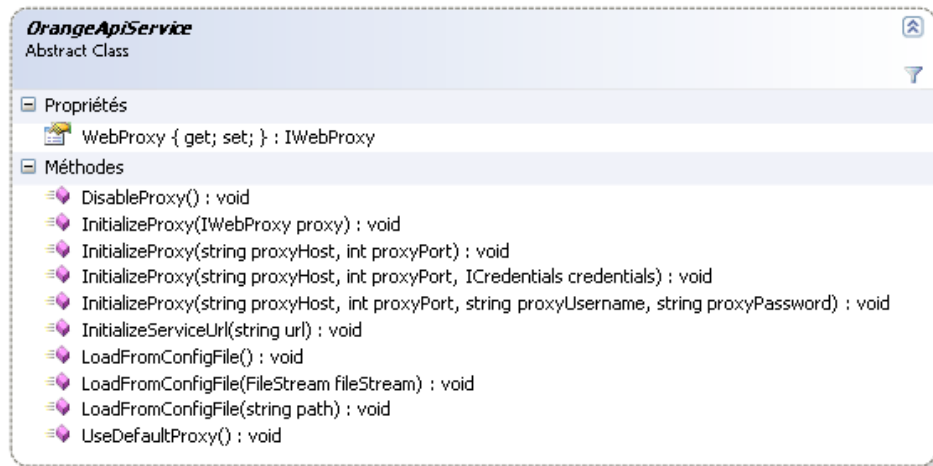 OrangeApiService
Abstract Class
Propriétés
WebProxy { get; set; } : IWebProxy
Méthodes
DisableProxy() : void
InitializeProxy(IWebProxy proxy) : void
InitializeProxy(string proxyHost, int proxyPort) : void
InitializeProxy(string proxyHost, int proxyPort, ICredentials credentials) : void
InitializeProxy(string proxyHost, int proxyPort, string proxyUsername, string proxyPassword) : void
InitializeServiceUrl(string url) : void
LoadFromConfigFile() : void
LoadFromConfigFile(FileStream fileStream) : void
LoadFromConfigFile(string path) : void
UseDefaultProxy() : void